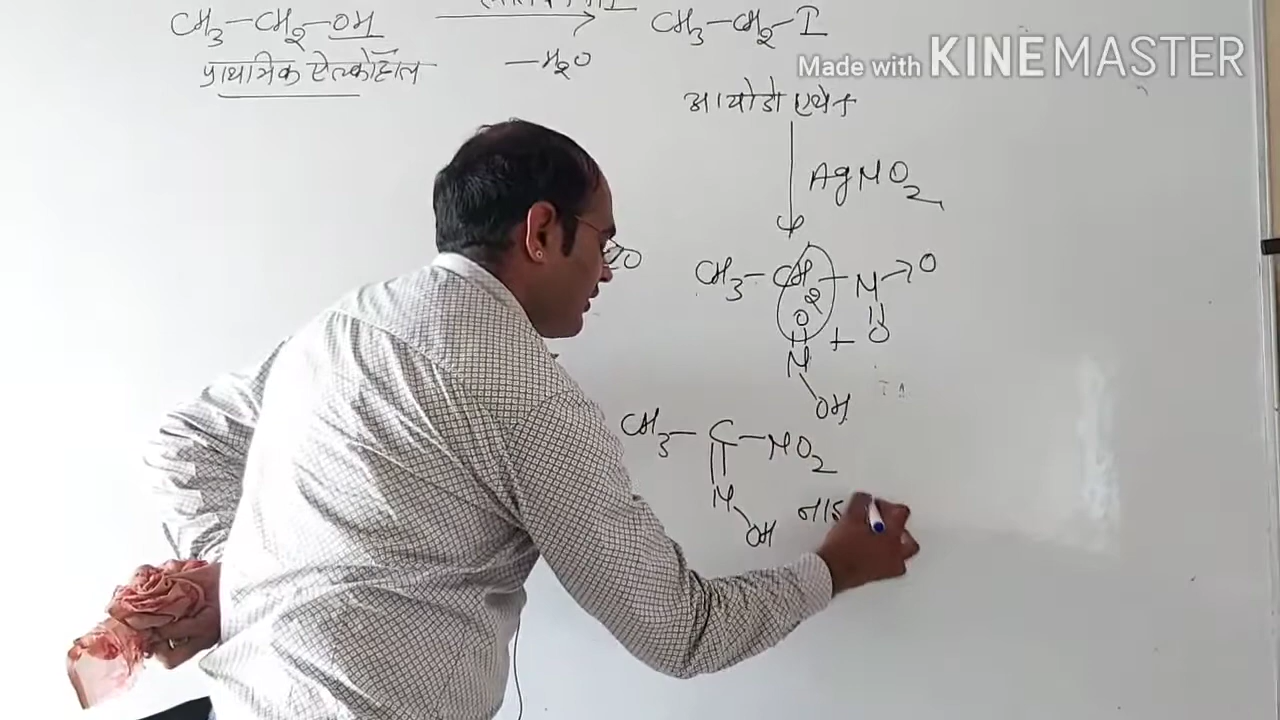 CH3–CH2–OH ⟶ CH3–CH2–I
प्राथमिक ऐल्कोहॉल –H2O
Made with KINEMASTER
आयोडो एथेन
AgNO2
CH3–CH2–N→O
O
O
+
N
OH
CH3–C–NO2
N
OH